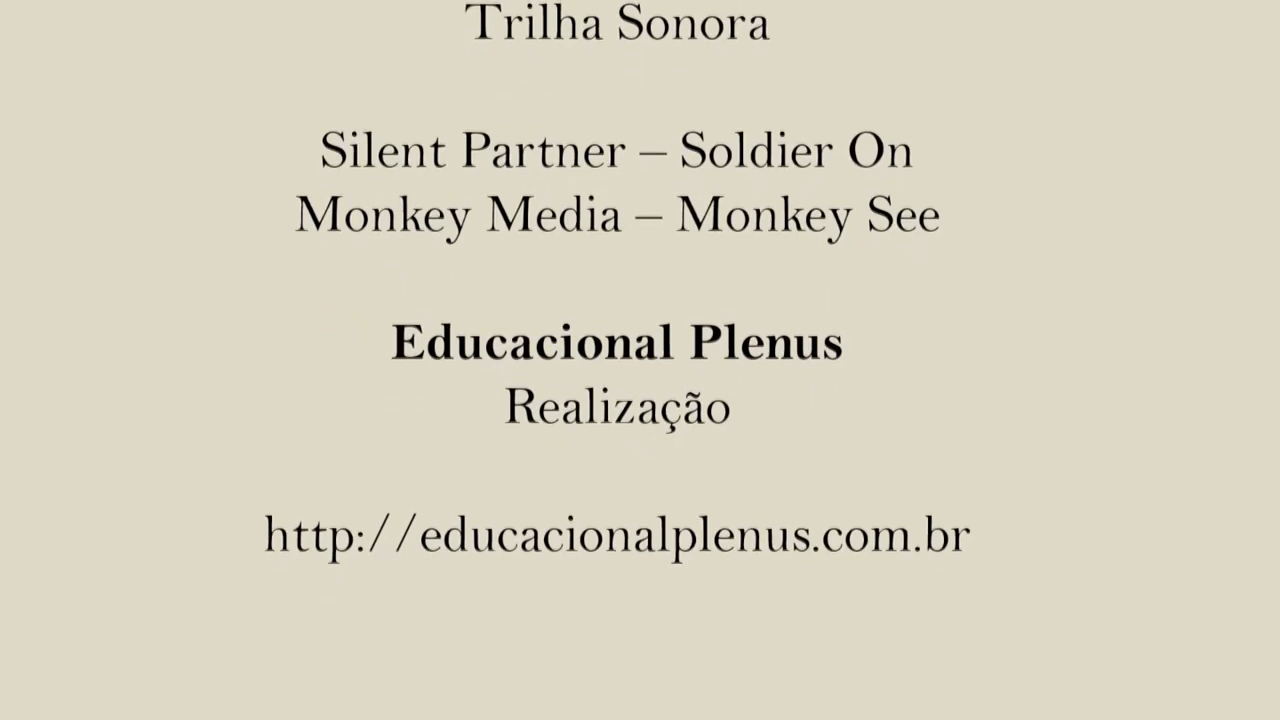 Trilha Sonora
Silent Partner – Soldier On
Monkey Media – Monkey See
Educacional Plenus
Realização
http://educacionalplenus.com.br